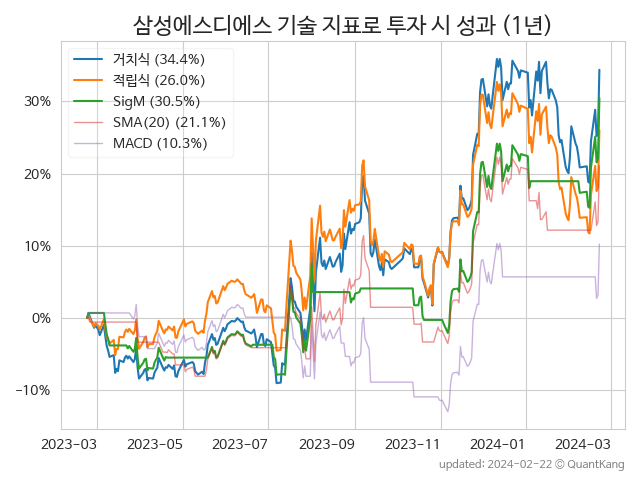 삼성에스디에스 기술 지표로 투자 시 성과 (1년)
거치식 (34.4%)
적립식 (26.0%)
SigM (30.5%)
SMA(20) (21.1%)
MACD (10.3%)
30%
20%
10%
0%
−10%
2023-03 2023-05 2023-07 2023-09 2023-11 2024-01 2024-03
updated: 2024-02-22 © QuantKang